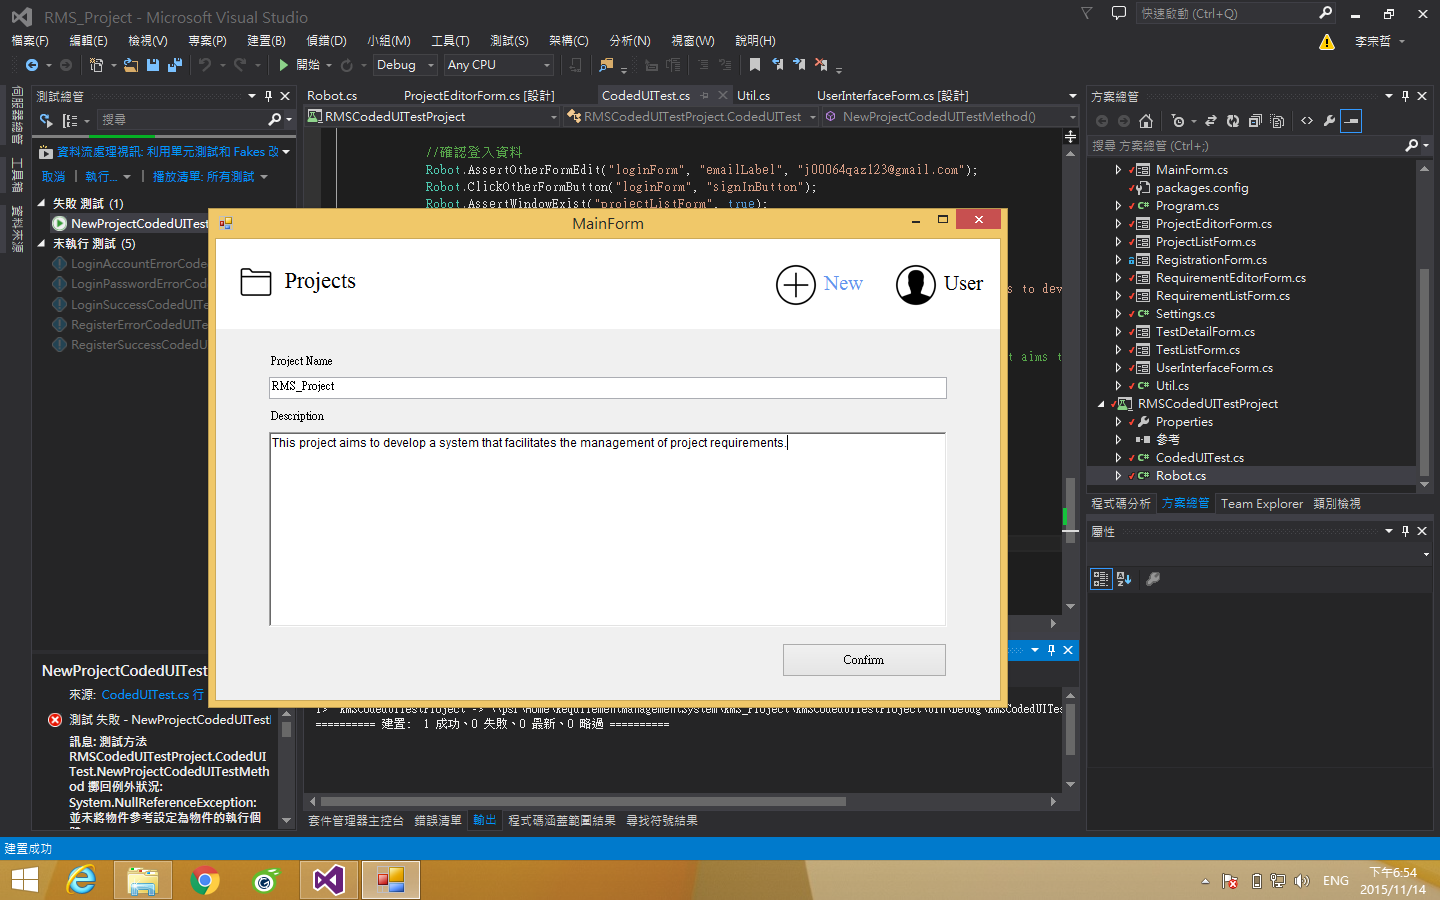 RMS_Project - Microsoft Visual Studio
快速啟動 (Ctrl+Q)
檔案(F) 編輯(E) 檢視(V) 專案(P) 建置(B) 偵錯(D) 小組(M) 工具(T) 測試(S) 架構(C) 分析(N) 視窗(W) 說明(H)
李宗哲
開始 Debug Any CPU
伺服器總管
工具箱
資料來源
測試總管
搜尋
資料流處理視訊: 利用單元測試和 Fakes 改
取消 執行... 播放清單: 所有測試
失敗 測試 (1)
NewProjectCodedUITest
未執行 測試 (5)
LoginAccountErrorCode
LoginPasswordErrorCod
LoginSuccessCodedUITe
RegisterErrorCodedUITe
RegisterSuccessCodedU
NewProjectCodedUITest
來源: CodedUITest.cs 行
測試 失敗 - NewProjectCodedUITest
訊息: 測試方法
RMSCodedUITestProject.CodedUI
Test.NewProjectCodedUITestMeth
od 擲回例外狀況:
System.NullReferenceException:
並未將物件參考設定為物件的執行個
Robot.cs ProjectEditorForm.cs [設計] CodedUITest.cs Util.cs UserInterfaceForm.cs [設計]
RMSCodedUITestProject RMSCodedUITestProject.CodedUITest NewProjectCodedUITestMethod()
//確認登入資料
Robot.AssertOtherFormEdit("loginForm", "emailLabel", "j00064qaz123@gmail.com");
Robot.ClickOtherFormButton("loginForm", "signInButton");
Robot.AssertWindowExist("projectListForm", true);
s to dev
t aims t
MainForm
Projects
New
User
Project Name
RMS_Project
Description
This project aims to develop a system that facilitates the management of project requirements.
Confirm
1> RMSCodedUITestProject -> \\psf\Home\RequirementManagementSystem\RMS_Project\RMSCodedUITestProject\bin\Debug\RMSCodedUITes
========== 建置: 1 成功、0 失敗、0 最新、0 略過 ==========
套件管理器主控台 錯誤清單 輸出 程式碼涵蓋範圍結果 尋找符號結果
方案總管
搜尋 方案總管 (Ctrl+;)
MainForm.cs
packages.config
Program.cs
ProjectEditorForm.cs
ProjectListForm.cs
RegistrationForm.cs
RequirementEditorForm.cs
RequirementListForm.cs
Settings.cs
TestDetailForm.cs
TestListForm.cs
UserInterfaceForm.cs
Util.cs
RMSCodedUITestProject
Properties
參考
CodedUITest.cs
Robot.cs
程式碼分析 方案總管 Team Explorer 類別檢視
屬性
建置成功
ENG
下午6:54
2015/11/14